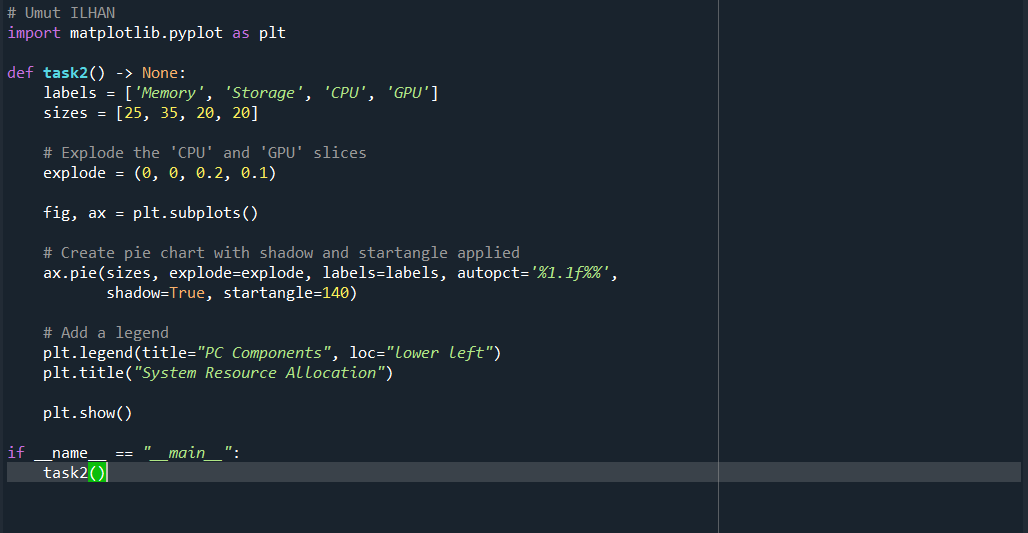 # Umut ILHAN
import matplotlib.pyplot as plt

def task2() -> None:
    labels = ['Memory', 'Storage', 'CPU', 'GPU']
    sizes = [25, 35, 20, 20]

    # Explode the 'CPU' and 'GPU' slices
    explode = (0, 0, 0.2, 0.1)

    fig, ax = plt.subplots()

    # Create pie chart with shadow and startangle applied
    ax.pie(sizes, explode=explode, labels=labels, autopct='%1.1f%%',
           shadow=True, startangle=140)

    # Add a legend
    plt.legend(title="PC Components", loc="lower left")
    plt.title("System Resource Allocation")

    plt.show()

if __name__ == "__main__":
    task2()